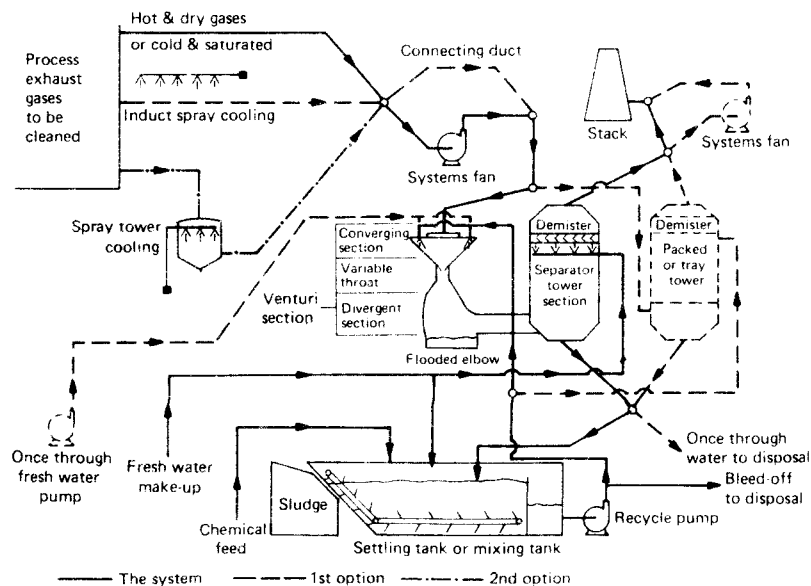 Hot & dry gases
or cold & saturated
Process
exhaust
gases
to be
cleaned
Connecting duct
Induct spray cooling
Stack
Systems fan
Systems fan
Spray tower
cooling
Converging
section
Variable
throat
Divergent
section
Venturi
section
Flooded elbow
Demister
Separator
tower
section
Demister
Packed
or tray
tower
Once through
fresh water
pump
Fresh water
make-up
Once through
water to disposal
Bleed-off
to disposal
Sludge
Chemical
feed
Recycle pump
Settling tank or mixing tank
The system
1st option
2nd option